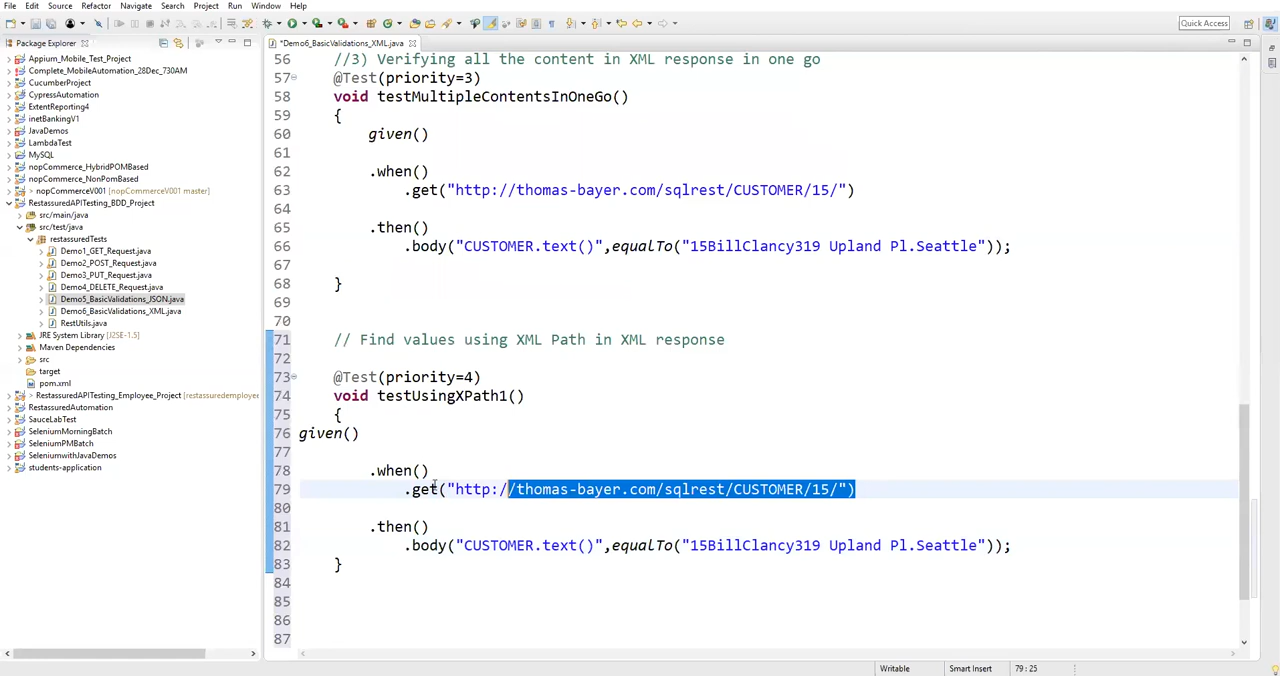 File Edit Source Refactor Navigate Search Project Run Window Help
Quick Access
Package Explorer
*Demo6_BasicValidations_XML.java
Appium_Mobile_Test_Project
Complete_MobileAutomation_28Dec_730AM
CucumberProject
CypressAutomation
ExtentReporting4
inetBankingV1
JavaDemos
LambdaTest
MySQL
nopCommerce_HybridPOMBased
nopCommerce_NonPomBased
> nopCommerceV001 [nopCommerceV001 master]
RestassuredAPITesting_BDD_Project
src/main/java
src/test/java
restassuredTests
Demo1_GET_Request.java
Demo2_POST_Request.java
Demo3_PUT_Request.java
Demo4_DELETE_Request.java
Demo5_BasicValidations_JSON.java
Demo6_BasicValidations_XML.java
RestUtils.java
JRE System Library [J2SE-1.5]
Maven Dependencies
src
target
pom.xml
> RestassuredAPITesting_Employee_Project [restassuredemploye
RestassuredAutomation
SauceLabTest
SeleniumMorningBatch
SeleniumPMBatch
SeleniumwithJavaDemos
students-application
56 //3) Verifying all the content in XML response in one go
57 @Test(priority=3)
58 void testMultipleContentsInOneGo()
59 {
60 given()
61
62 .when()
63 .get("http://thomas-bayer.com/sqlrest/CUSTOMER/15/")
64
65 .then()
66 .body("CUSTOMER.text()",equalTo("15BillClancy319 Upland Pl.Seattle"));
67
68 }
69
70
71 // Find values using XML Path in XML response
72
73 @Test(priority=4)
74 void testUsingXPath1()
75 {
76 given()
77
78 .when()
79 .get("http://thomas-bayer.com/sqlrest/CUSTOMER/15/")
80
81 .then()
82 .body("CUSTOMER.text()",equalTo("15BillClancy319 Upland Pl.Seattle"));
83 }
84
85
86
87
Writable Smart Insert 79 : 25